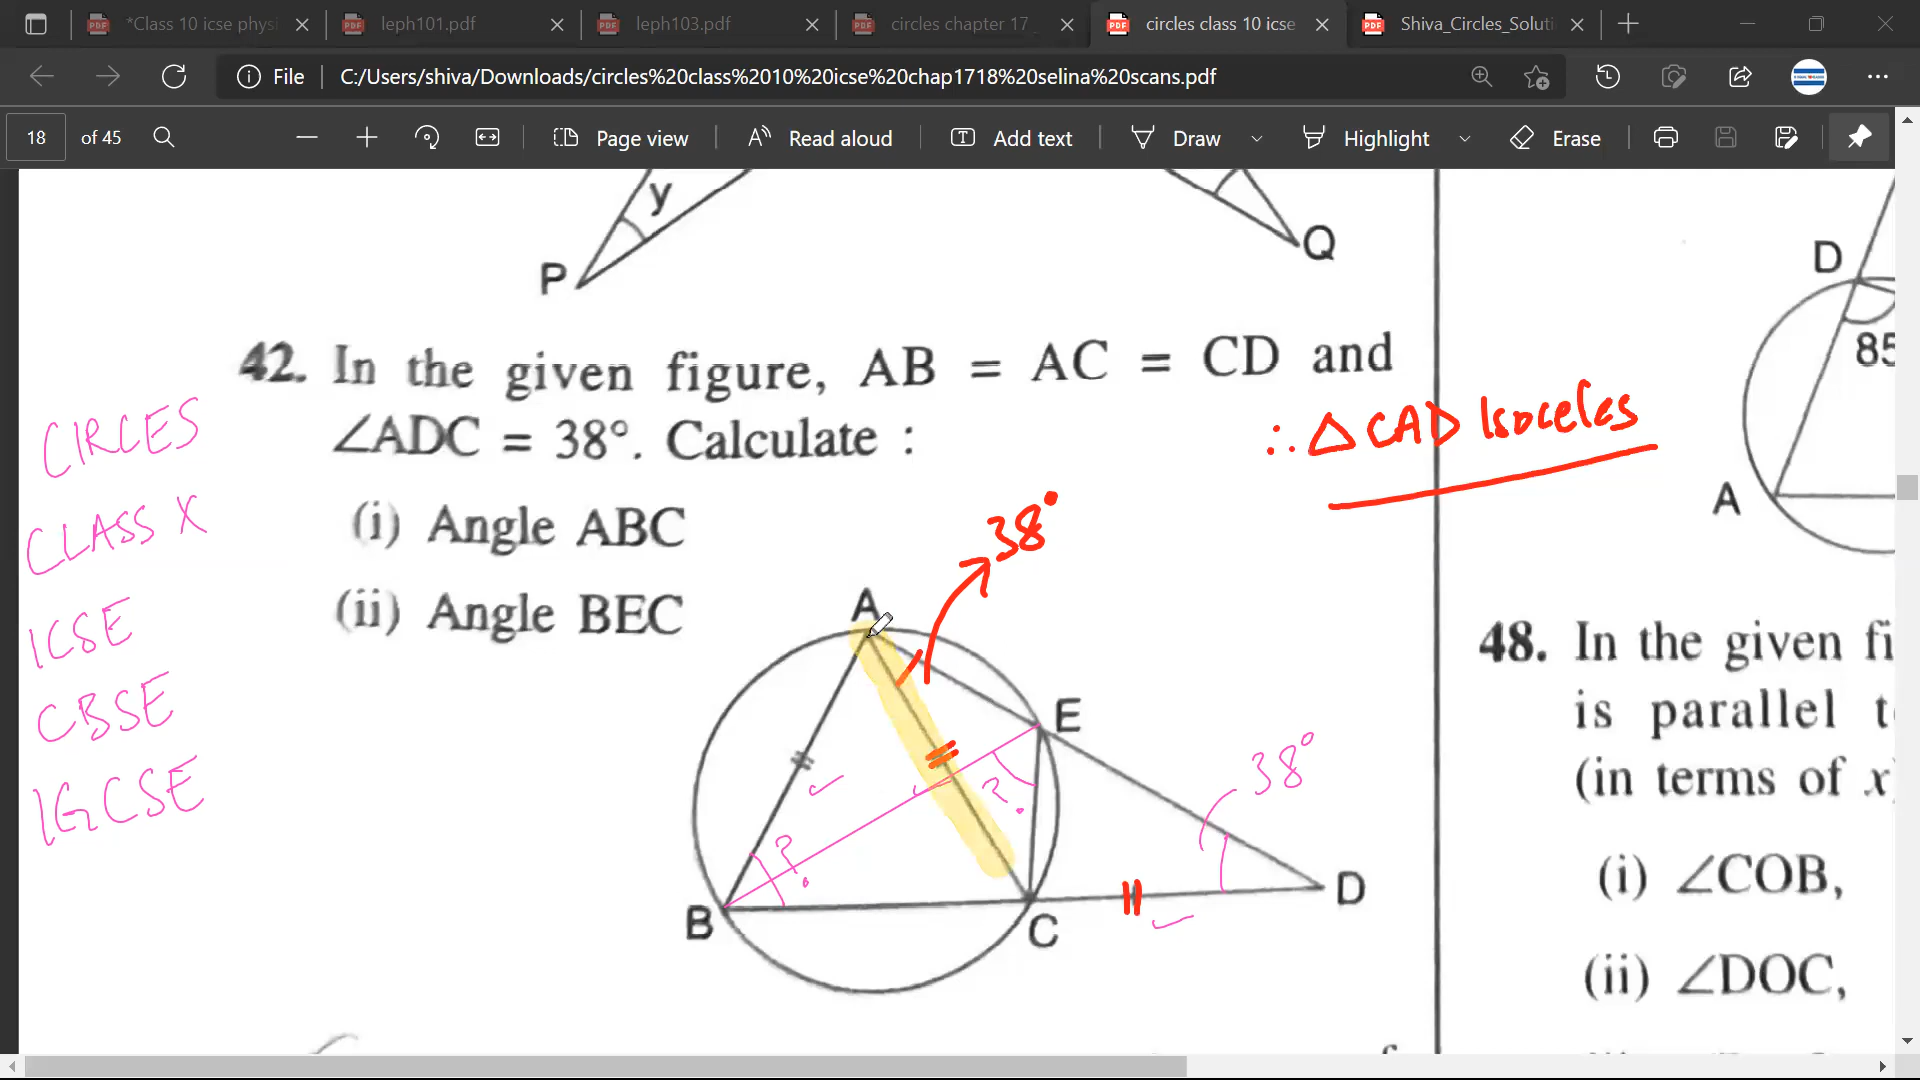 *Class 10 icse physi
leph101.pdf
leph103.pdf
circles chapter 17
circles class 10 icse
Shiva_Circles_Soluti
File
C:/Users/shiva/Downloads/circles%20class%2010%20icse%20chap1718%20selina%20scans.pdf
18 of 45
Page view
Read aloud
Add text
Draw
Highlight
Erase
y
P
Q
42. In the given figure, AB = AC = CD and
∠ADC = 38°. Calculate :
(i) Angle ABC
(ii) Angle BEC
∴ △ CAD Isoceles
38°
A
E
B
C
D
?
?
38°
CIRCES
CLASS X
ICSE
CBSE
IGCSE
D
85
A
48. In the given fi
is parallel t
(in terms of x
(i) ∠COB,
(ii) ∠DOC,